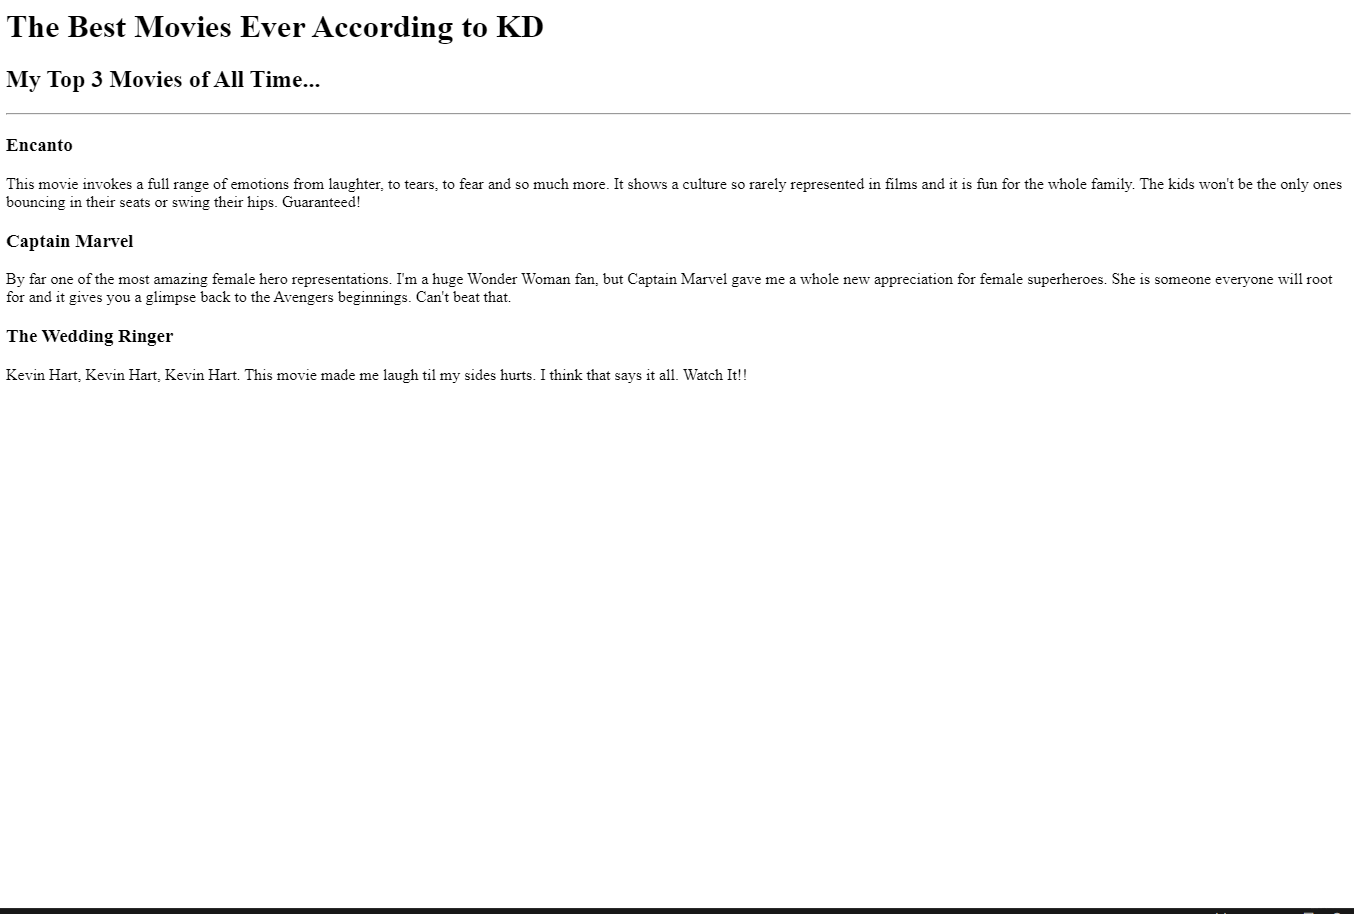 The Best Movies Ever According to KD
My Top 3 Movies of All Time...
Encanto
This movie invokes a full range of emotions from laughter, to tears, to fear and so much more. It shows a culture so rarely represented in films and it is fun for the whole family. The kids won't be the only ones
bouncing in their seats or swing their hips. Guaranteed!
Captain Marvel
By far one of the most amazing female hero representations. I'm a huge Wonder Woman fan, but Captain Marvel gave me a whole new appreciation for female superheroes. She is someone everyone will root
for and it gives you a glimpse back to the Avengers beginnings. Can't beat that.
The Wedding Ringer
Kevin Hart, Kevin Hart, Kevin Hart. This movie made me laugh til my sides hurts. I think that says it all. Watch It!!